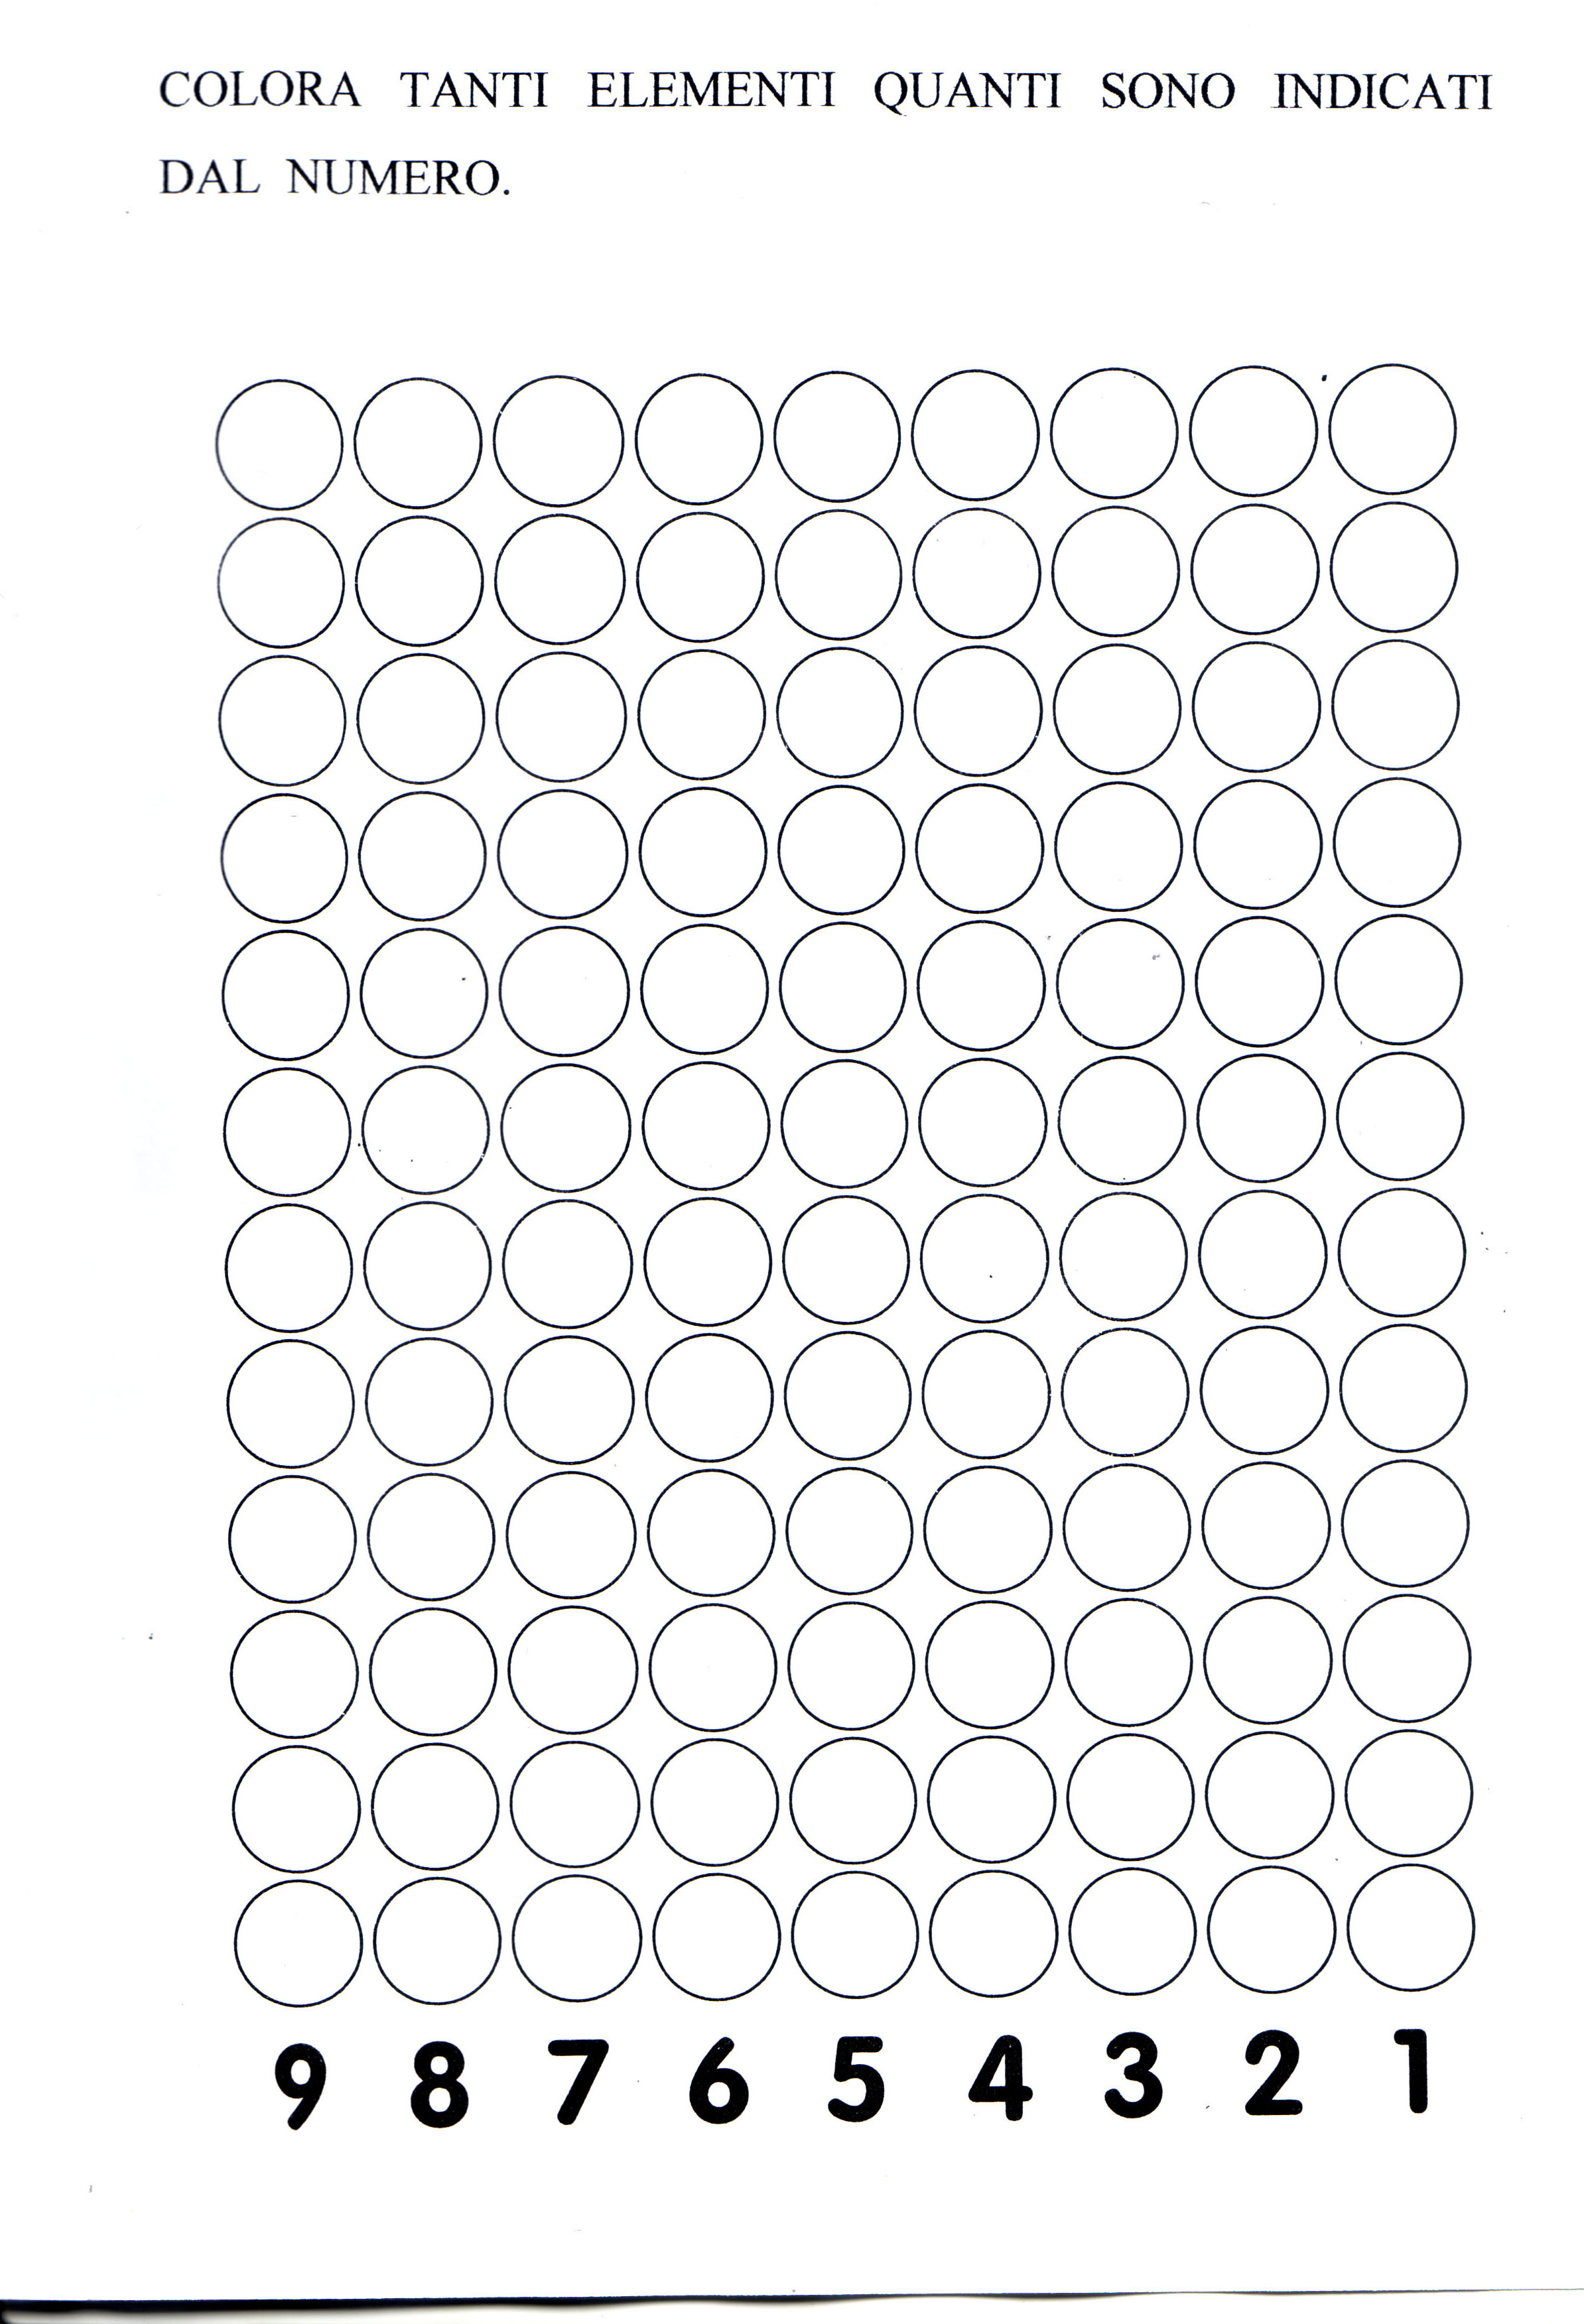 COLORA TANTI ELEMENTI QUANTI SONO INDICATI
DAL NUMERO.
9 8 7 6 5 4 3 2 1